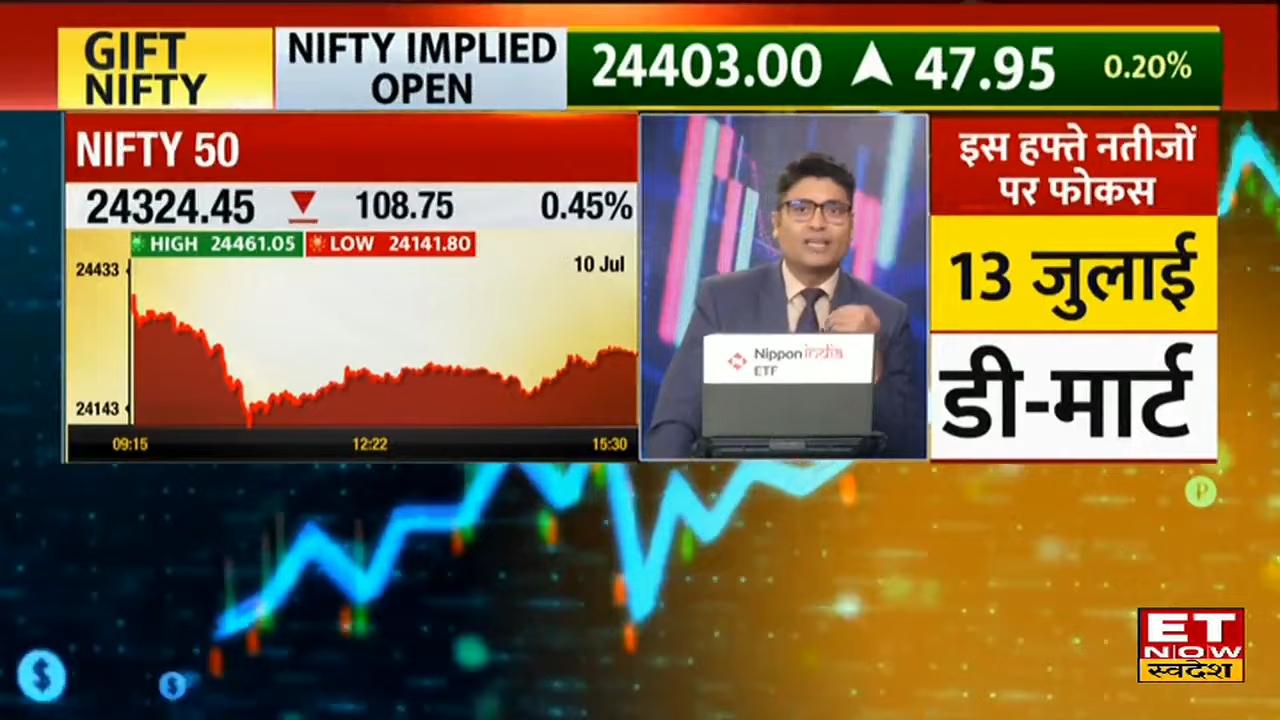 GIFT
NIFTY
NIFTY IMPLIED
OPEN
24403.00 ▲ 47.95 0.20%
NIFTY 50
24324.45 ▼ 108.75 0.45%
HIGH 24461.05 LOW 24141.80
24433
10 Jul
24143
09:15 12:22 15:30
Nippon india
ETF
इस हफ्ते नतीजों
पर फोकस
13 जुलाई
डी-मार्ट
P
$
$
ET
NOW
स्वदेश